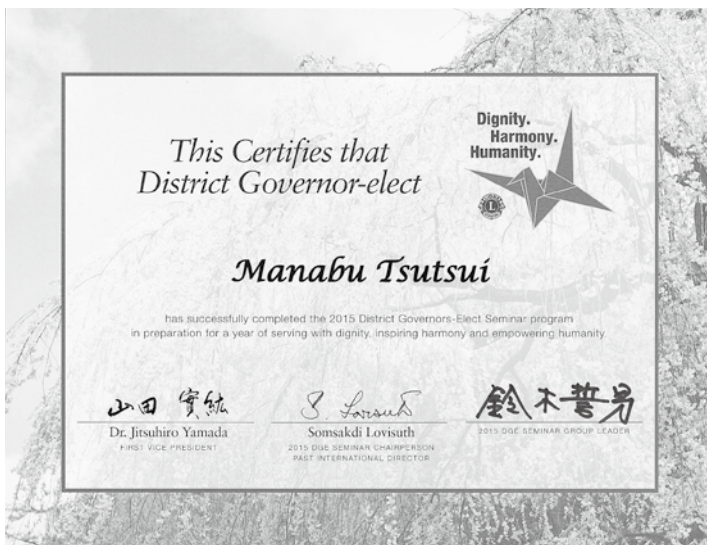 This Certifies that
District Governor-elect
Dignity.
Harmony.
Humanity.
Manabu Tsutsui
has successfully completed the 2015 District Governors-Elect Seminar program
in preparation for a year of serving with dignity, inspiring harmony and empowering humanity.
山田 實紘
S. Lovisuth
鈴木誓男
Dr. Jitsuhiro Yamada
FIRST VICE PRESIDENT
Somsakdi Lovisuth
2015 DGE SEMINAR CHAIRPERSON
PAST INTERNATIONAL DIRECTOR
2015 DGE SEMINAR GROUP LEADER